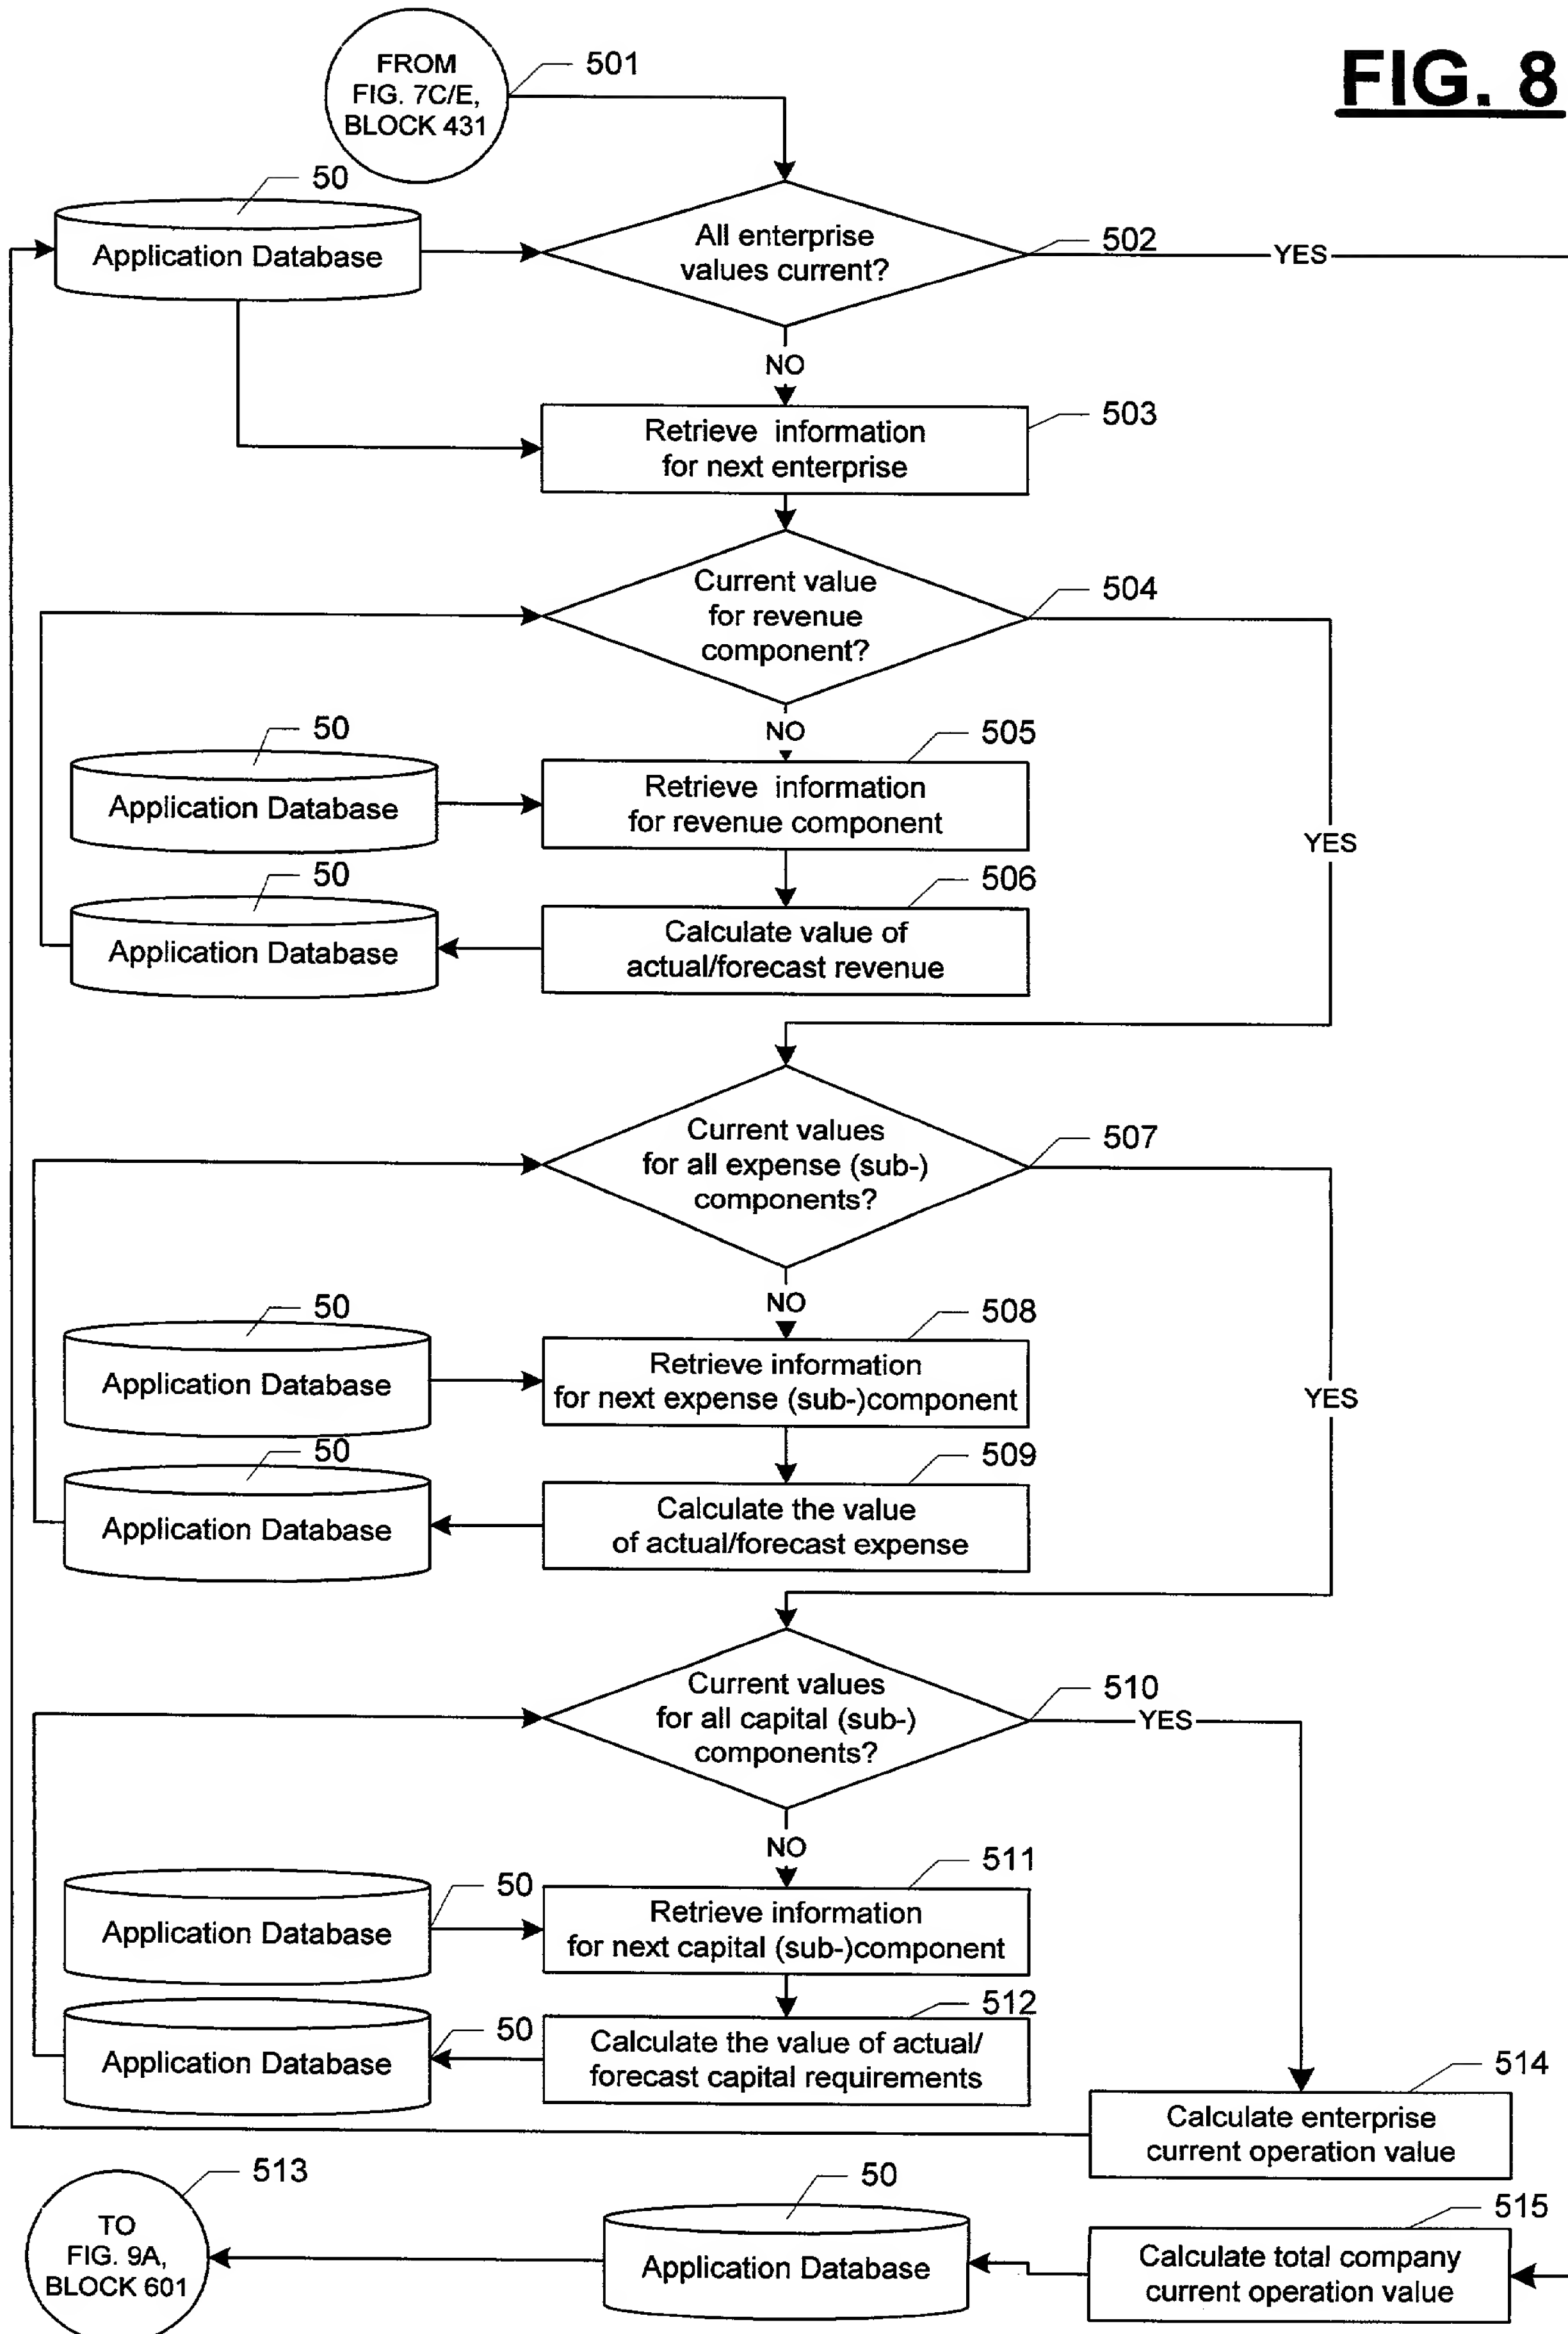 FIG. 8
FROM
FIG. 7C/E,
BLOCK 431
501
50
Application Database
All enterprise
values current?
502
YES
NO
503
Retrieve  information
for next enterprise
Current value
for revenue
component?
504
NO
YES
50
Application Database
505
Retrieve  information
for revenue component
50
Application Database
506
Calculate value of
actual/forecast revenue
Current values
for all expense (sub-)
components?
507
NO
YES
50
Application Database
508
Retrieve information
for next expense (sub-)component
50
Application Database
509
Calculate the value
of actual/forecast expense
Current values
for all capital (sub-)
components?
510
YES
NO
50
Application Database
511
Retrieve information
for next capital (sub-)component
50
Application Database
512
Calculate the value of actual/
forecast capital requirements
514
Calculate enterprise
current operation value
513
TO
FIG. 9A,
BLOCK 601
50
Application Database
515
Calculate total company
current operation value